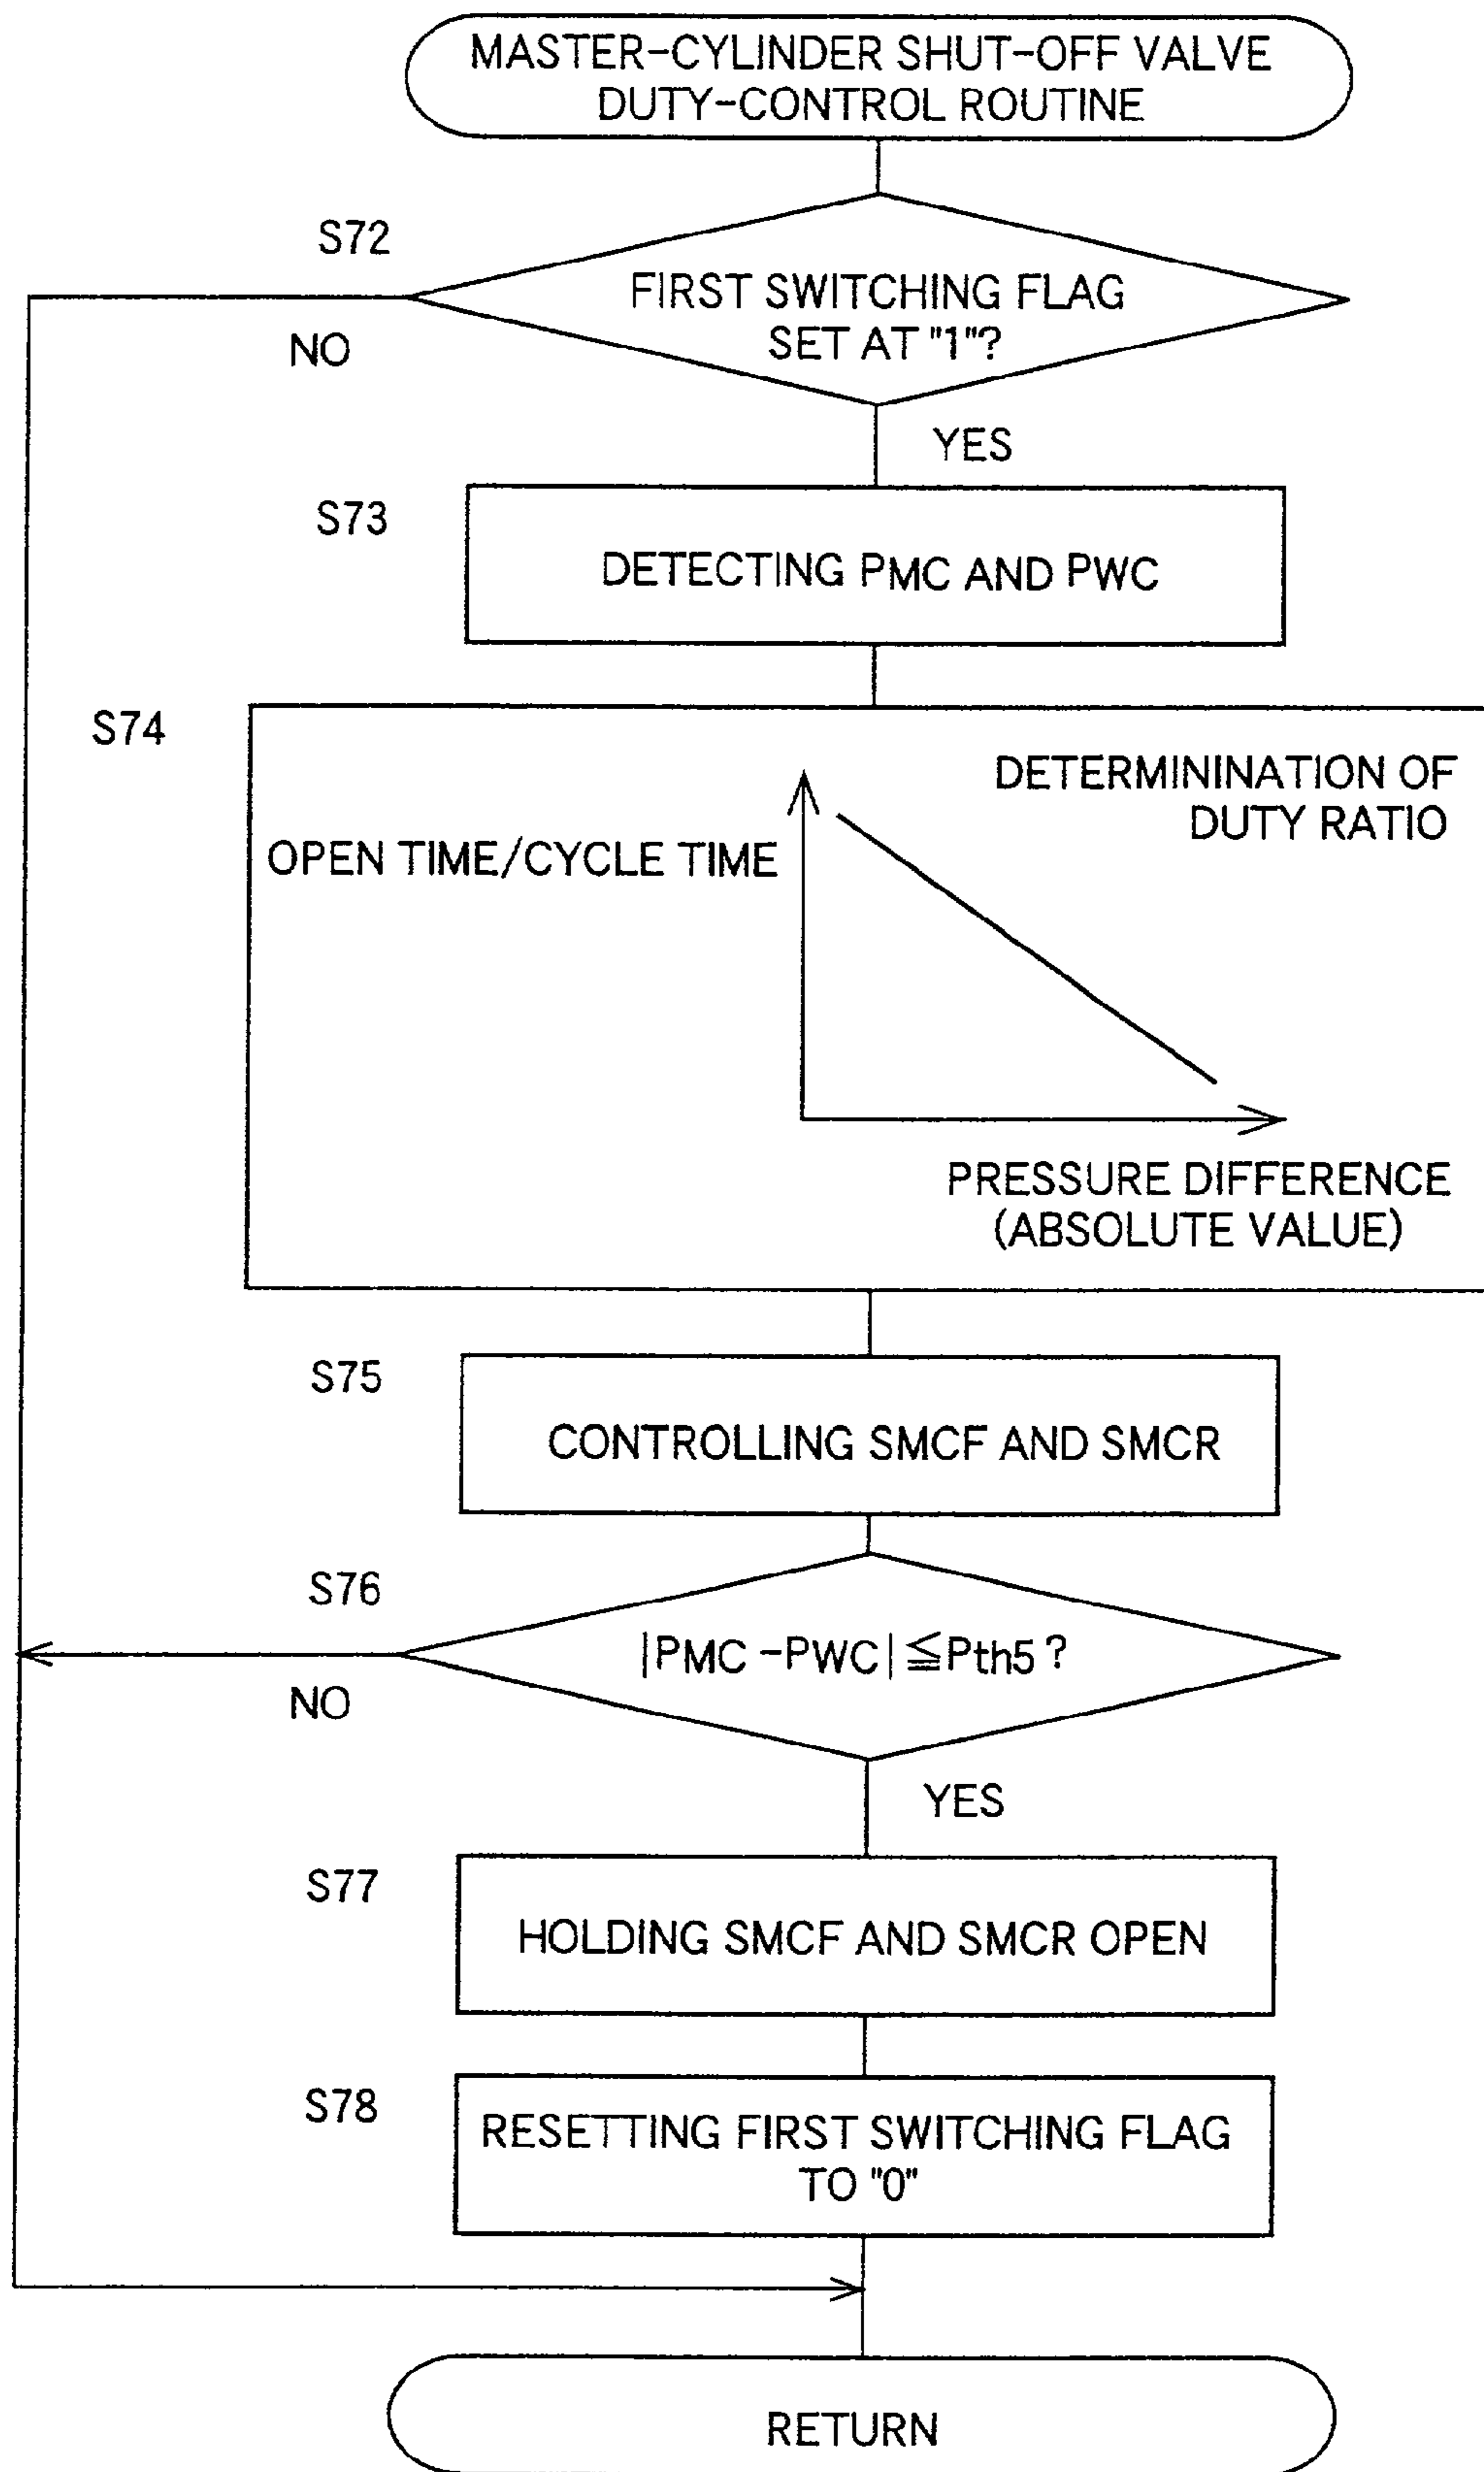 MASTER-CYLINDER SHUT-OFF VALVE
DUTY-CONTROL ROUTINE
S72
FIRST SWITCHING FLAG
SET AT "1"?
NO
YES
S73
DETECTING PMC AND PWC
S74
DETERMININATION OF
DUTY RATIO
OPEN TIME/CYCLE TIME
PRESSURE DIFFERENCE
(ABSOLUTE VALUE)
S75
CONTROLLING SMCF AND SMCR
S76
|PMC -PWC| ≦Pth5 ?
NO
YES
S77
HOLDING SMCF AND SMCR OPEN
S78
RESETTING FIRST SWITCHING FLAG
TO "0"
RETURN